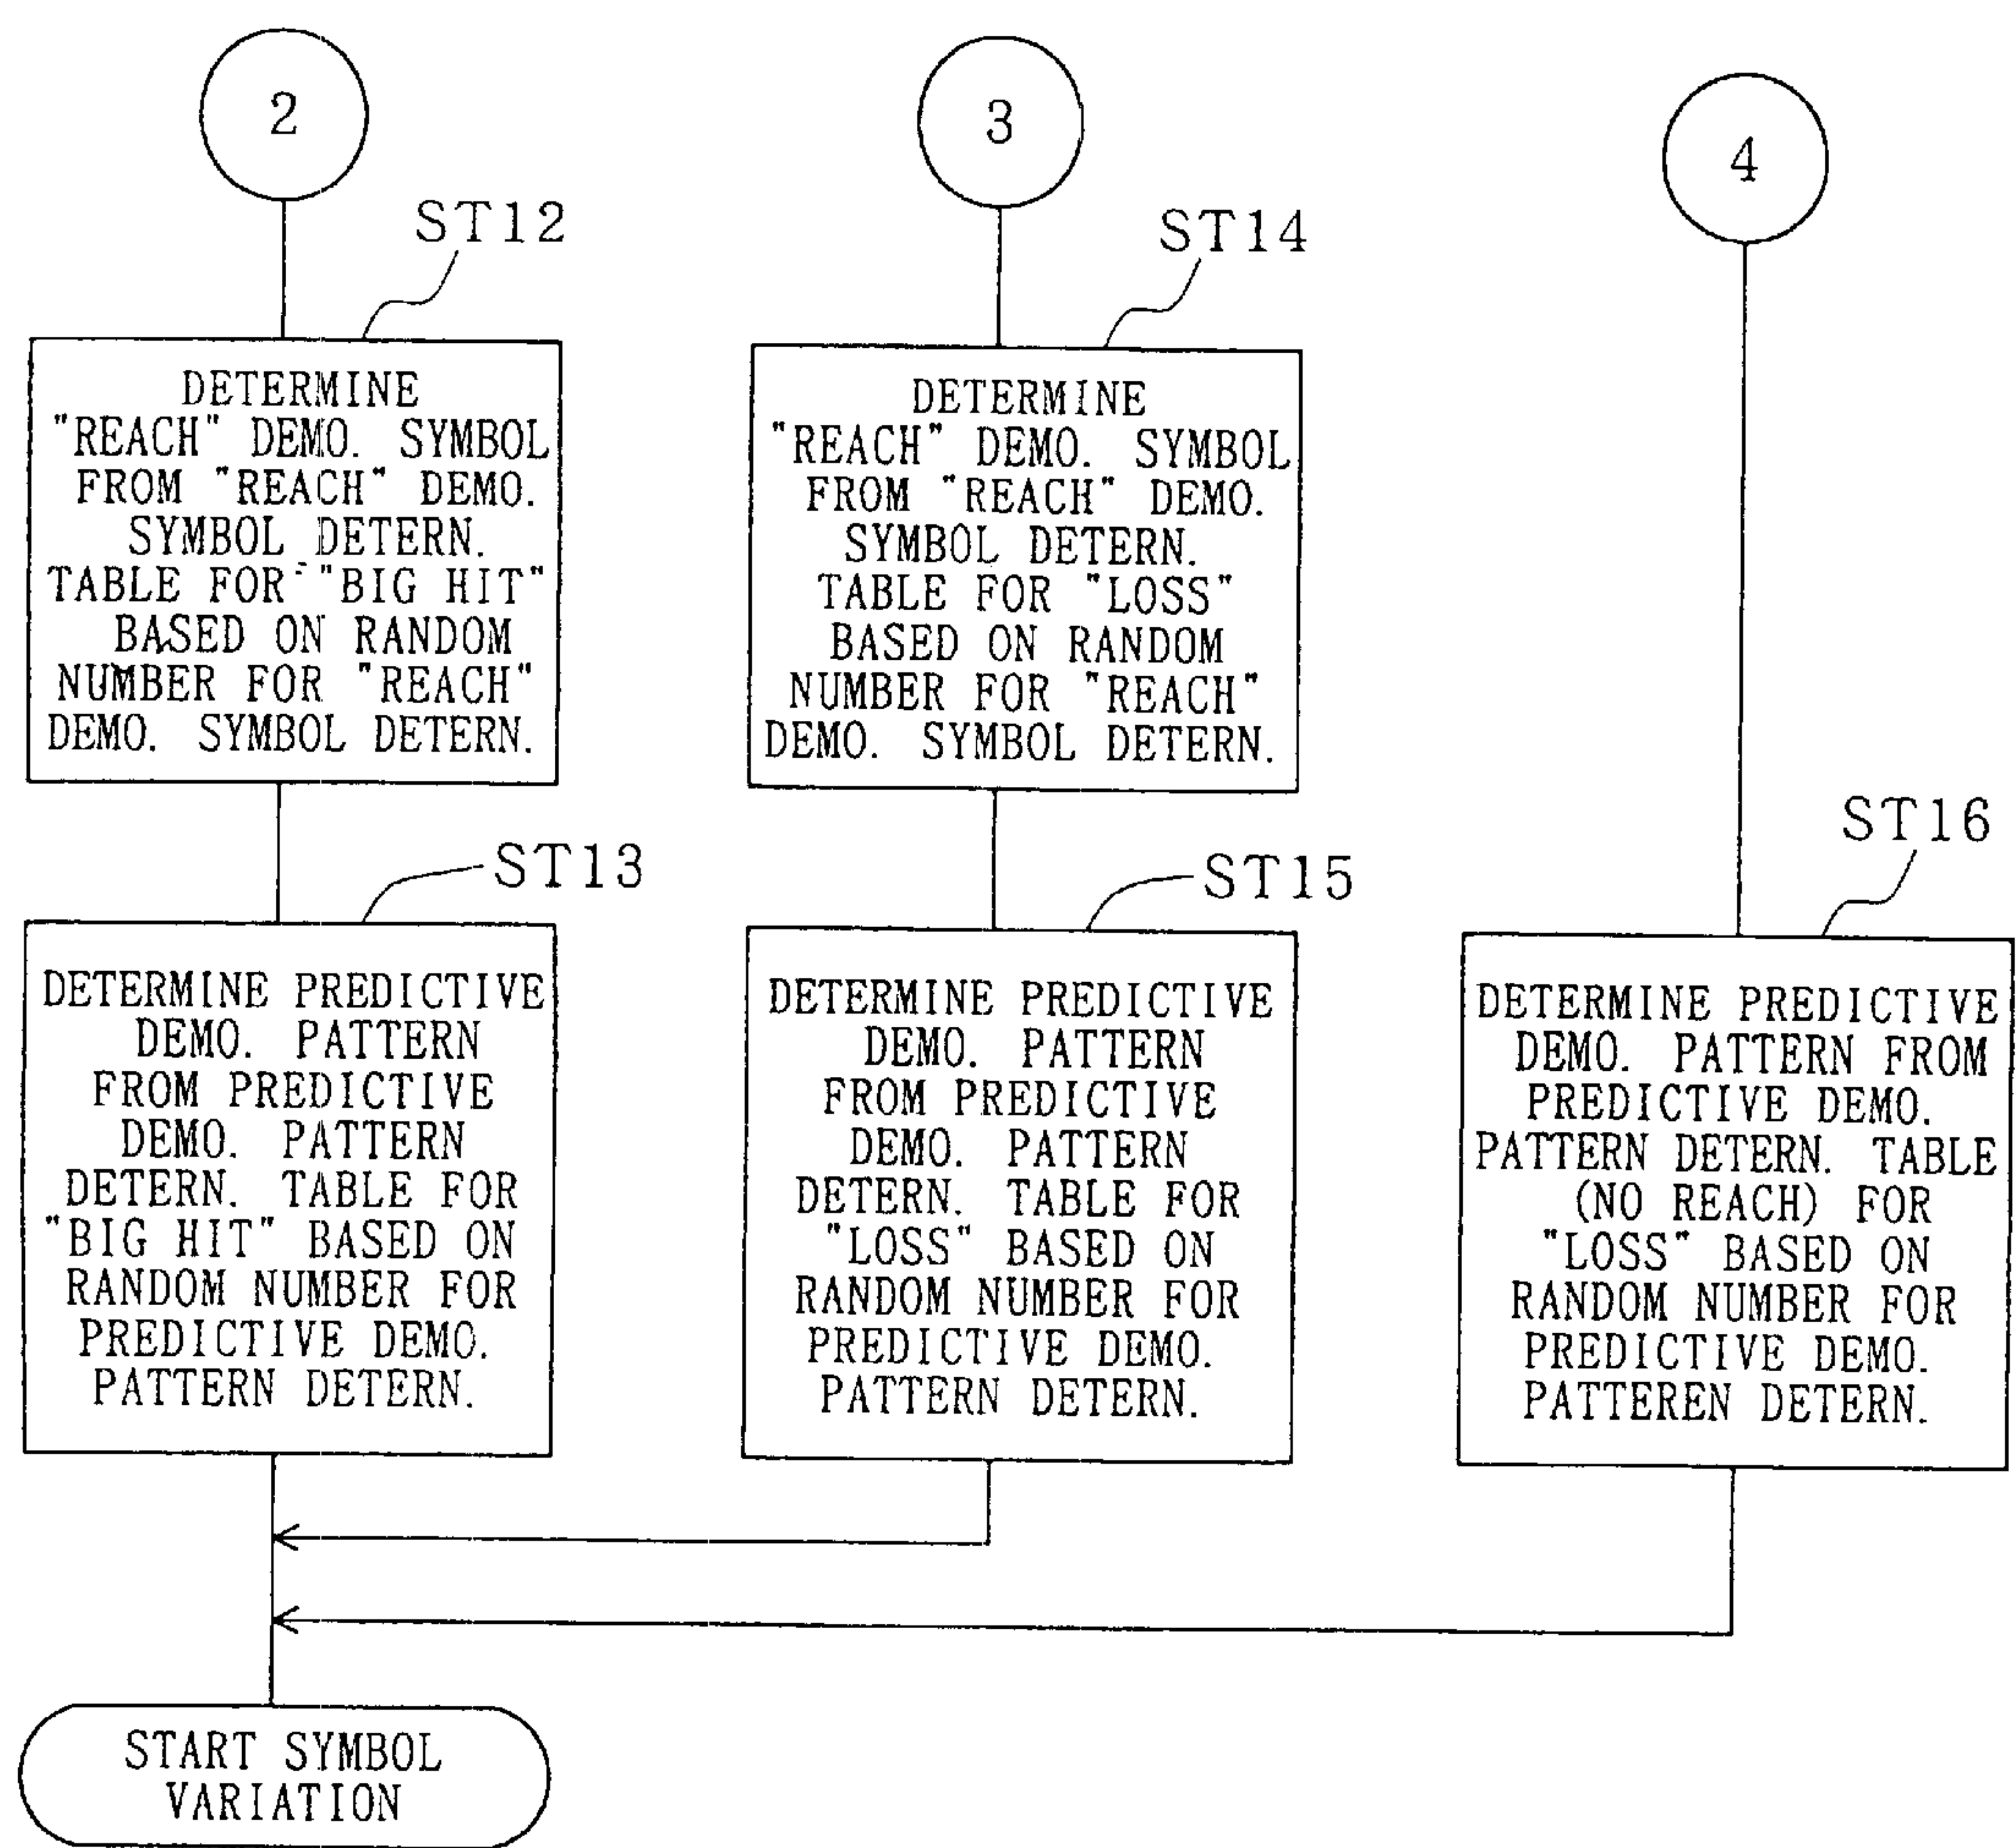 2
ST12
DETERMINE
"REACH" DEMO. SYMBOL
FROM "REACH" DEMO.
SYMBOL DETERN.
TABLE FOR "BIG HIT"
BASED ON RANDOM
NUMBER FOR "REACH"
DEMO. SYMBOL DETERN.
ST13
DETERMINE PREDICTIVE
DEMO. PATTERN
FROM PREDICTIVE
DEMO. PATTERN
DETERN. TABLE FOR
"BIG HIT" BASED ON
RANDOM NUMBER FOR
PREDICTIVE DEMO.
PATTERN DETERN.
3
ST14
DETERMINE
"REACH" DEMO. SYMBOL
FROM "REACH" DEMO.
SYMBOL DETERN.
TABLE FOR "LOSS"
BASED ON RANDOM
NUMBER FOR "REACH"
DEMO. SYMBOL DETERN.
ST15
DETERMINE PREDICTIVE
DEMO. PATTERN
FROM PREDICTIVE
DEMO. PATTERN
DETERN. TABLE FOR
"LOSS" BASED ON
RANDOM NUMBER FOR
PREDICTIVE DEMO.
PATTERN DETERN.
4
ST16
DETERMINE PREDICTIVE
DEMO. PATTERN FROM
PREDICTIVE DEMO.
PATTERN DETERN. TABLE
(NO REACH) FOR
"LOSS" BASED ON
RANDOM NUMBER FOR
PREDICTIVE DEMO.
PATTEREN DETERN.
START SYMBOL
VARIATION